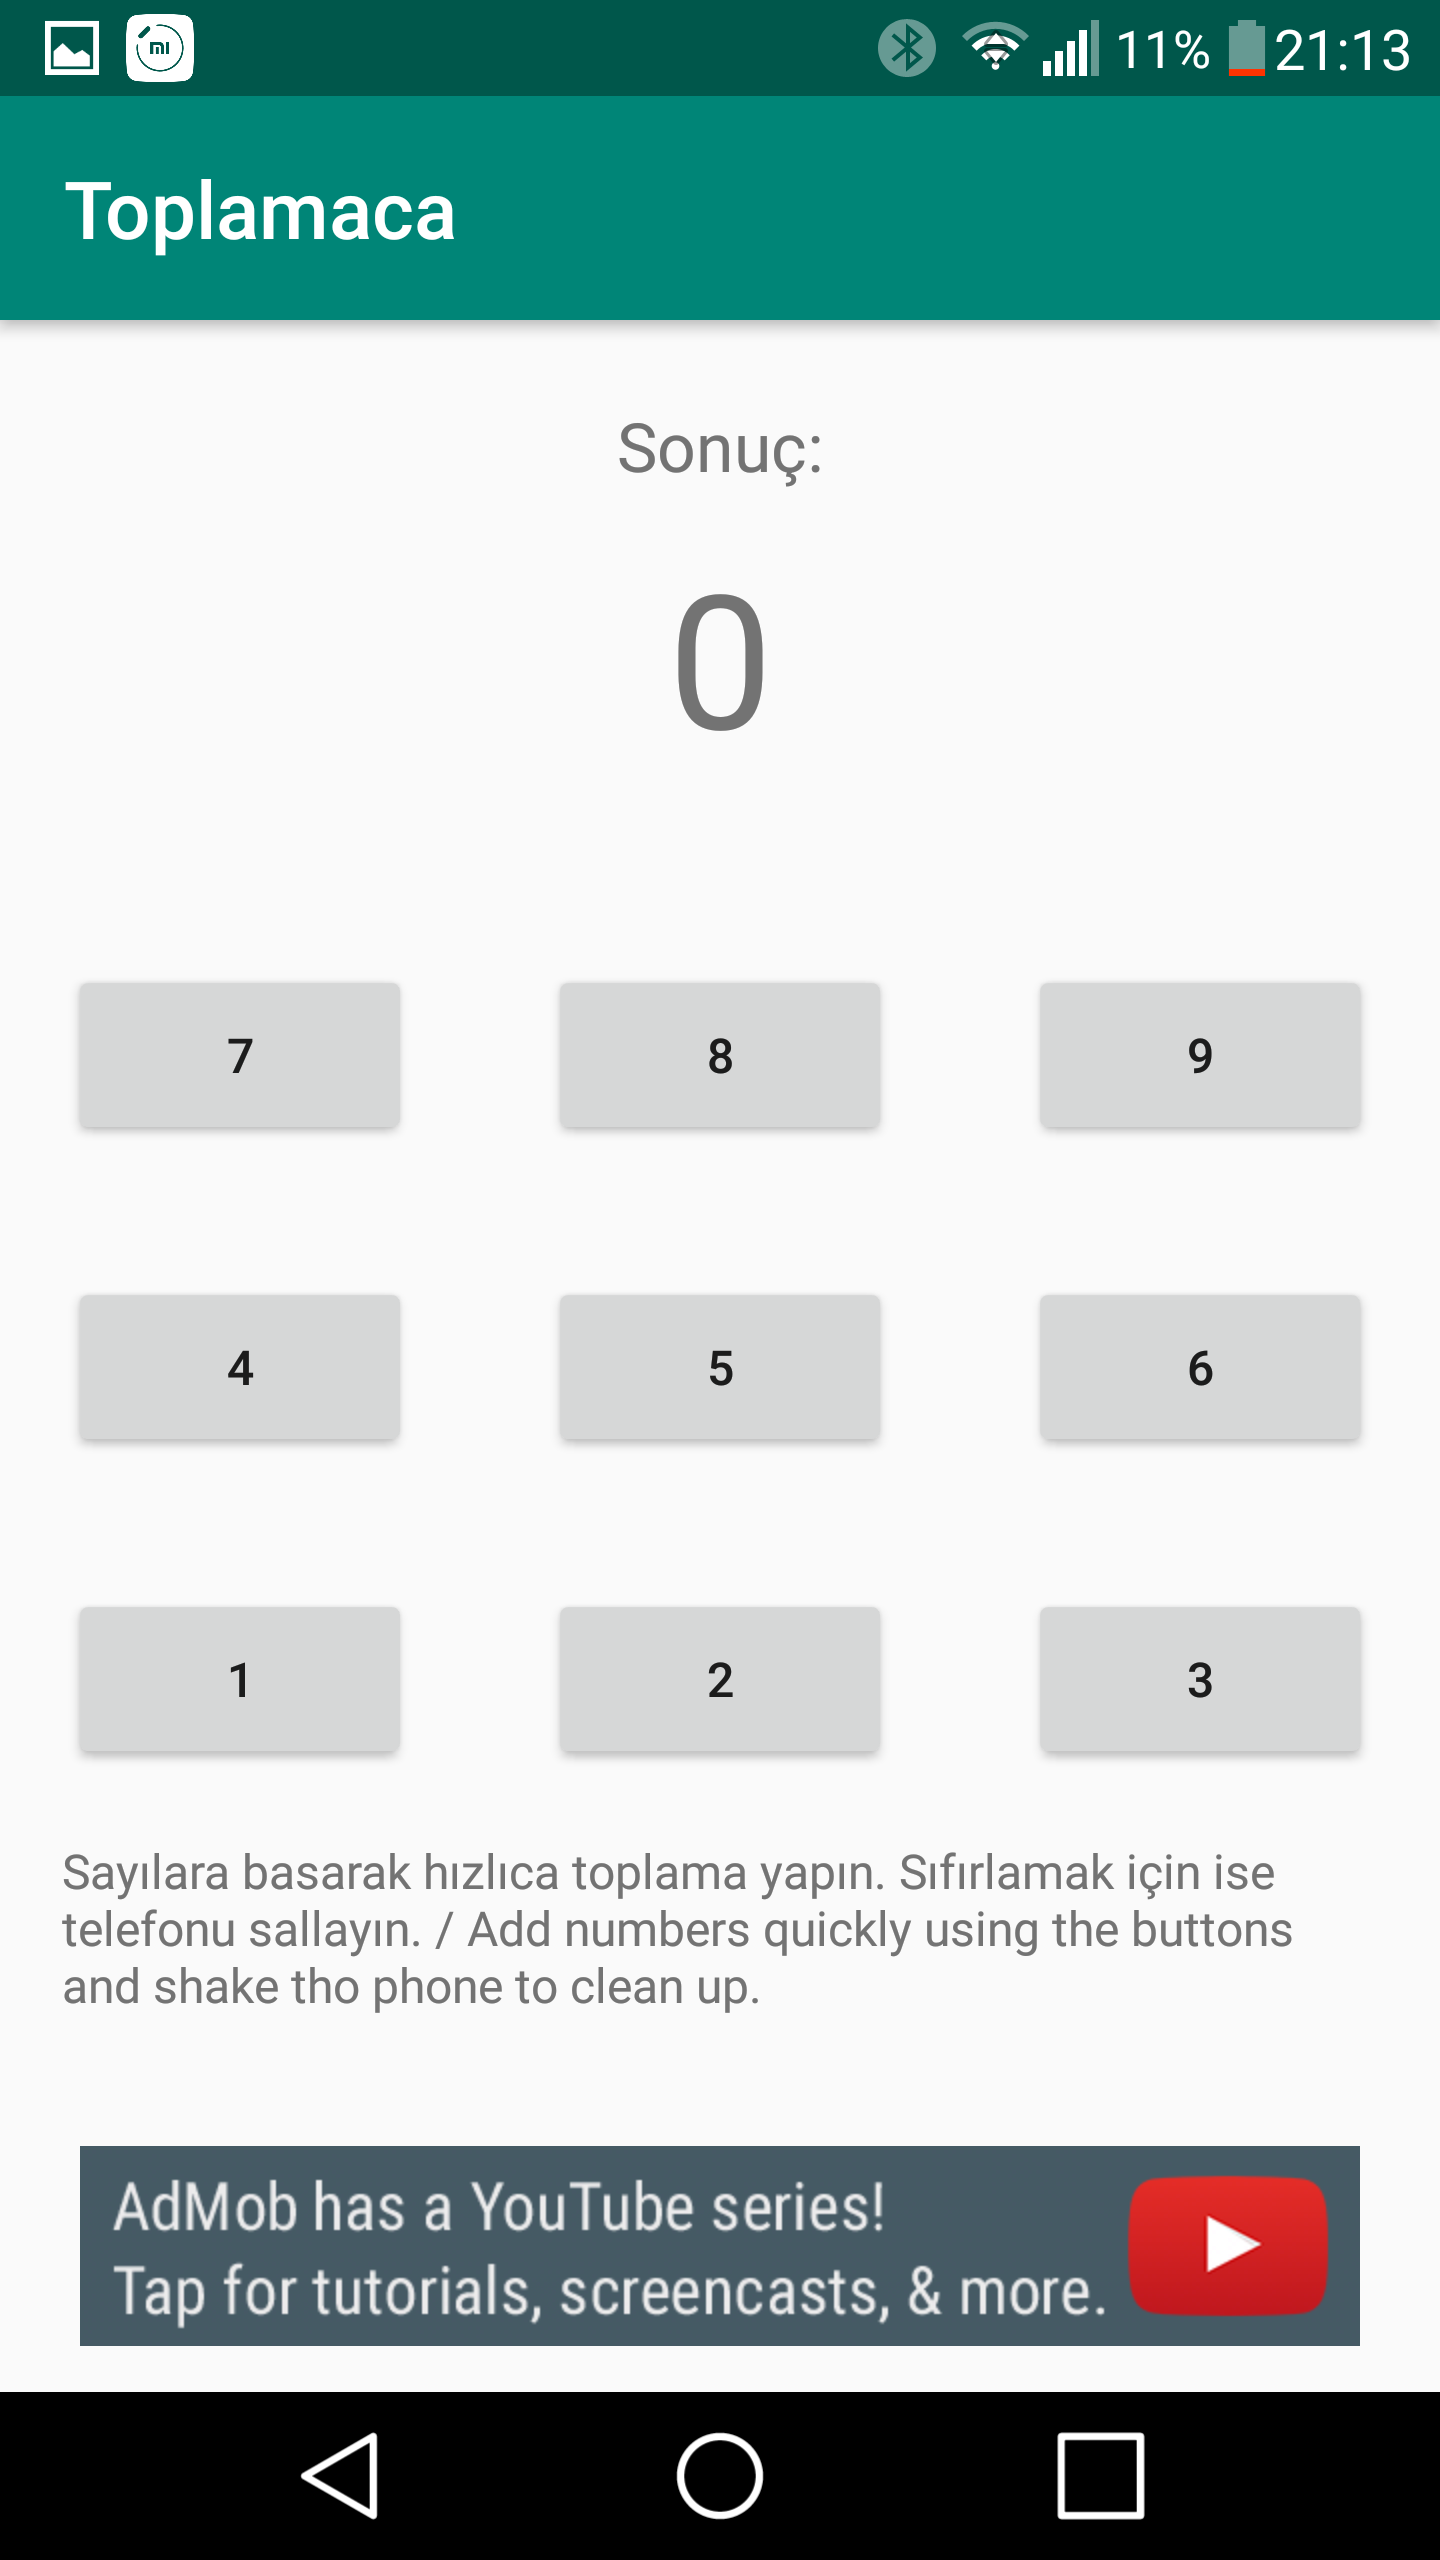 11% 21:13
Toplamaca
Sonuç:
0
7 8 9
4 5 6
1 2 3
Sayılara basarak hızlıca toplama yapın. Sıfırlamak için ise
telefonu sallayın. / Add numbers quickly using the buttons
and shake tho phone to clean up.
AdMob has a YouTube series!
Tap for tutorials, screencasts, & more.